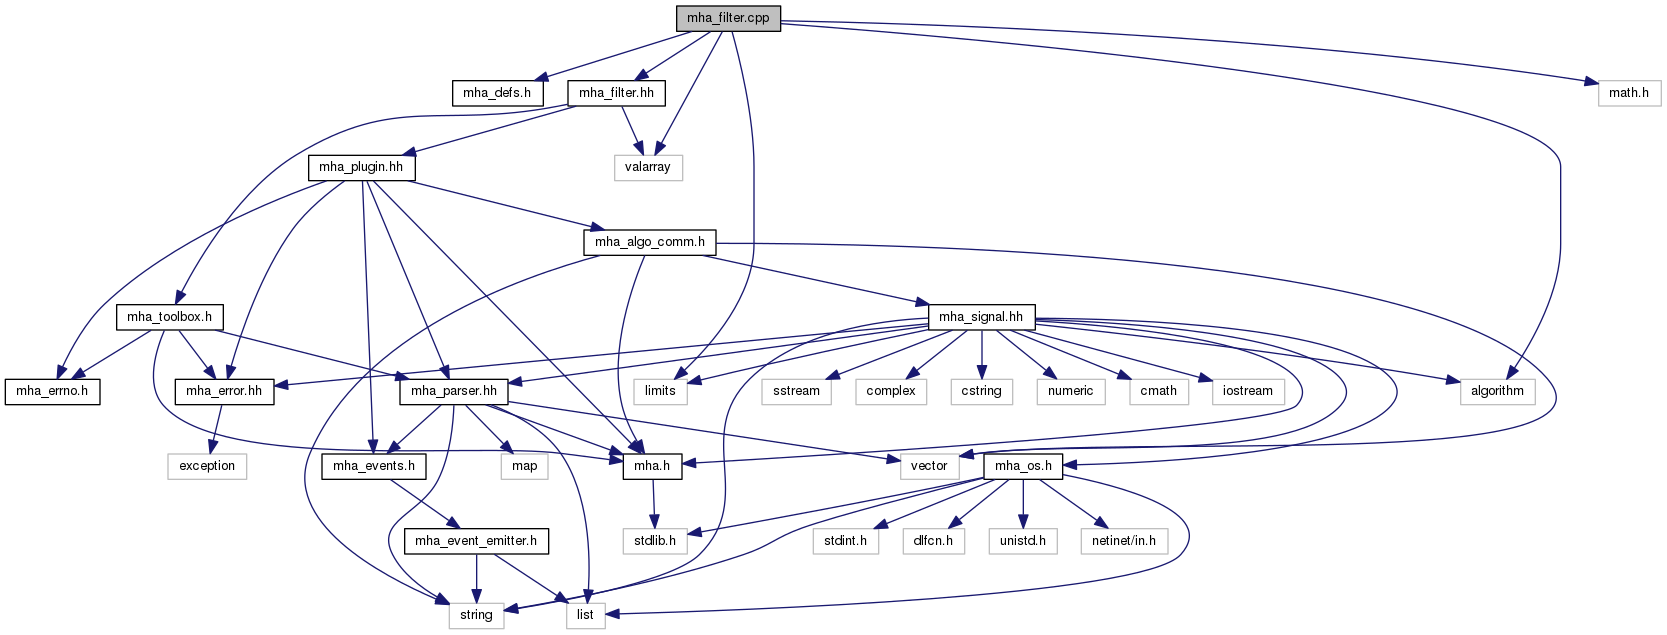 mha_filter.cpp
mha_defs.h
mha_filter.hh
math.h
mha_plugin.hh
valarray
mha_algo_comm.h
mha_toolbox.h
mha_signal.hh
mha_errno.h
mha_error.hh
mha_parser.hh
limits
sstream
complex
cstring
numeric
cmath
iostream
algorithm
exception
mha_events.h
map
mha.h
vector
mha_os.h
mha_event_emitter.h
stdlib.h
stdint.h
dlfcn.h
unistd.h
netinet/in.h
string
list